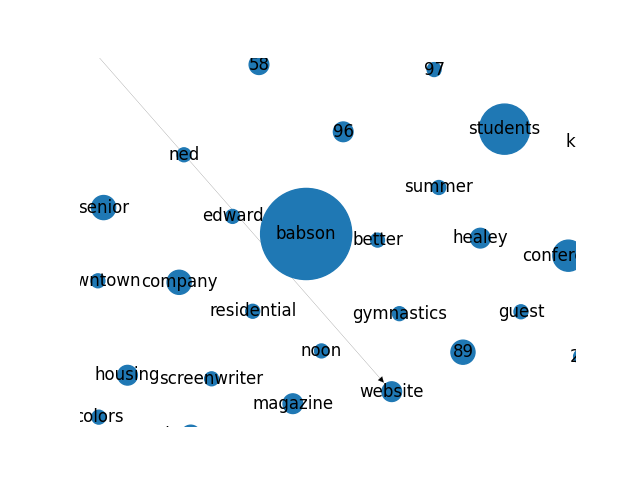 58
97
96
students
k
ned
summer
senior
edward
babson
better
healey
confere
wntown
company
residential
gymnastics
guest
noon
89
2
housing
screenwriter
website
magazine
colors